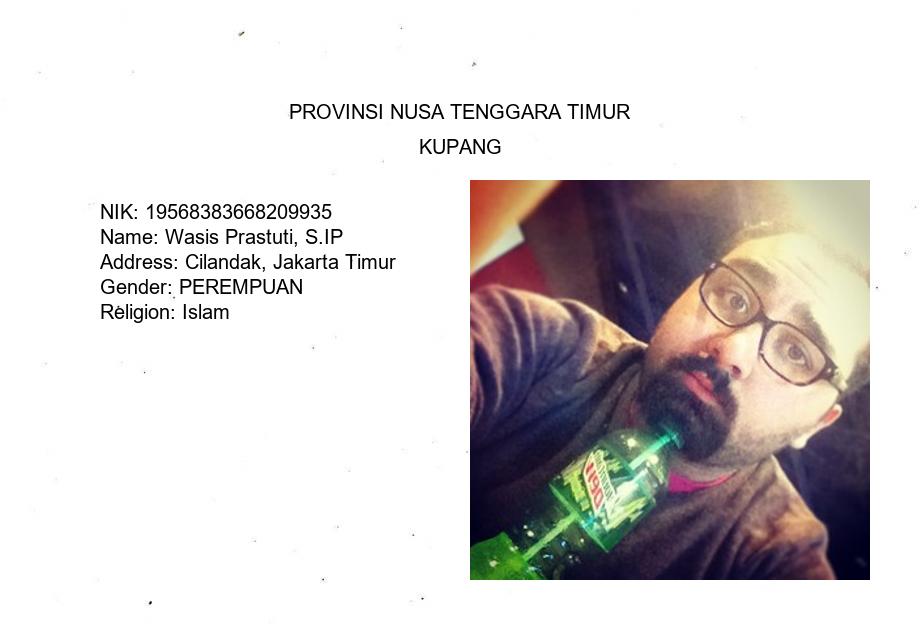 PROVINSI NUSA TENGGARA TIMUR
KUPANG
NIK: 19568383668209935
Name: Wasis Prastuti, S.IP
Address: Cilandak, Jakarta Timur
Gender: PEREMPUAN
Religion: Islam